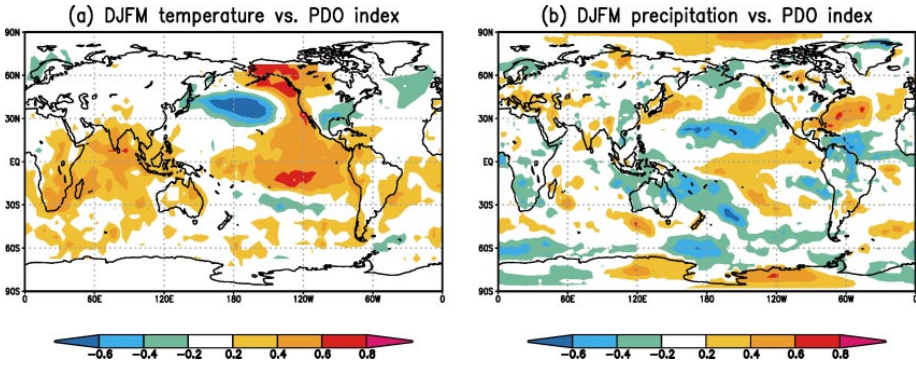 (a) DJFM temperature vs. PDO index
90N
60N
30N
EQ
30S
60S
90S
0 60E 120E 180 120W 60W 0
-0.6 -0.4 -0.2 0.2 0.4 0.6 0.8
(b) DJFM precipitation vs. PDO index
90N
60N
30N
EQ
30S
60S
90S
0 60E 120E 180 120W 60W 0
-0.6 -0.4 -0.2 0.2 0.4 0.6 0.8